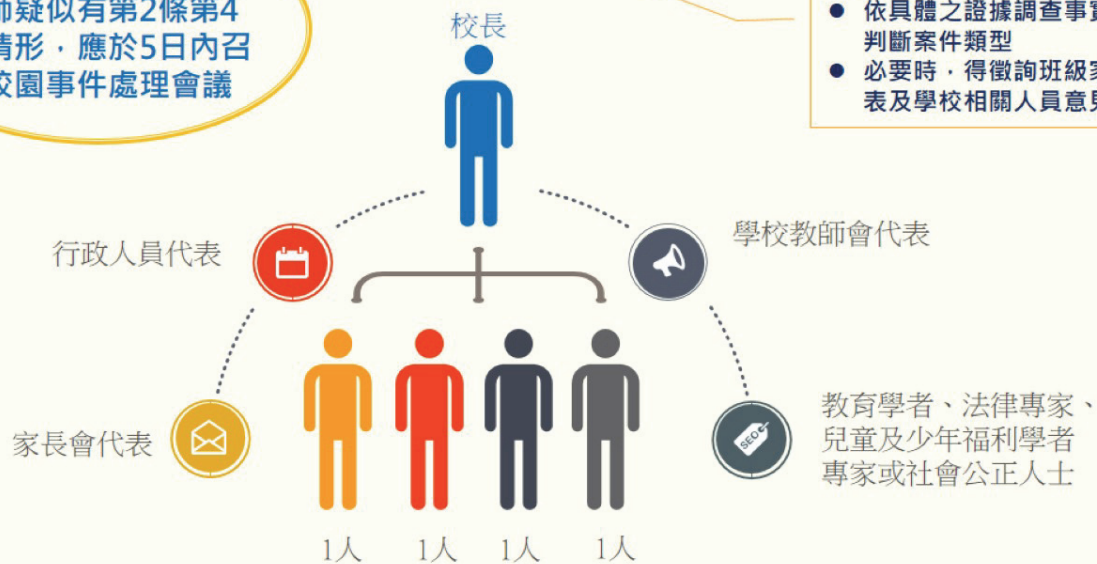 師疑似有第2條第4
情形，應於5日內召
校園事件處理會議
校長
● 依具體之證據調查事實
判斷案件類型
● 必要時，得徵詢班級家
表及學校相關人員意見
行政人員代表
學校教師會代表
家長會代表
SEO
教育學者、法律專家、
兒童及少年福利學者
專家或社會公正人士
1人 1人 1人 1人